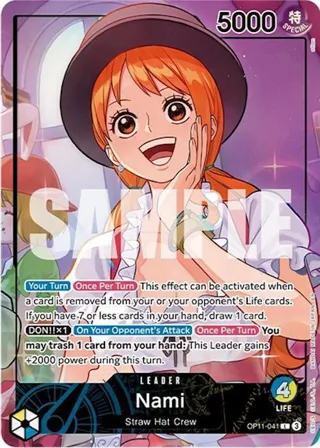 5000
特
SPECIAL
SAMPLE
Your Turn Once Per Turn This effect can be activated when
a card is removed from your or your opponent's Life cards.
If you have 7 or less cards in your hand, draw 1 card.
DON!!×1 On Your Opponent's Attack Once Per Turn You
may trash 1 card from your hand: This Leader gains
+2000 power during this turn.
LEADER
Nami
Straw Hat Crew
4
LIFE
OP11-041 L 3